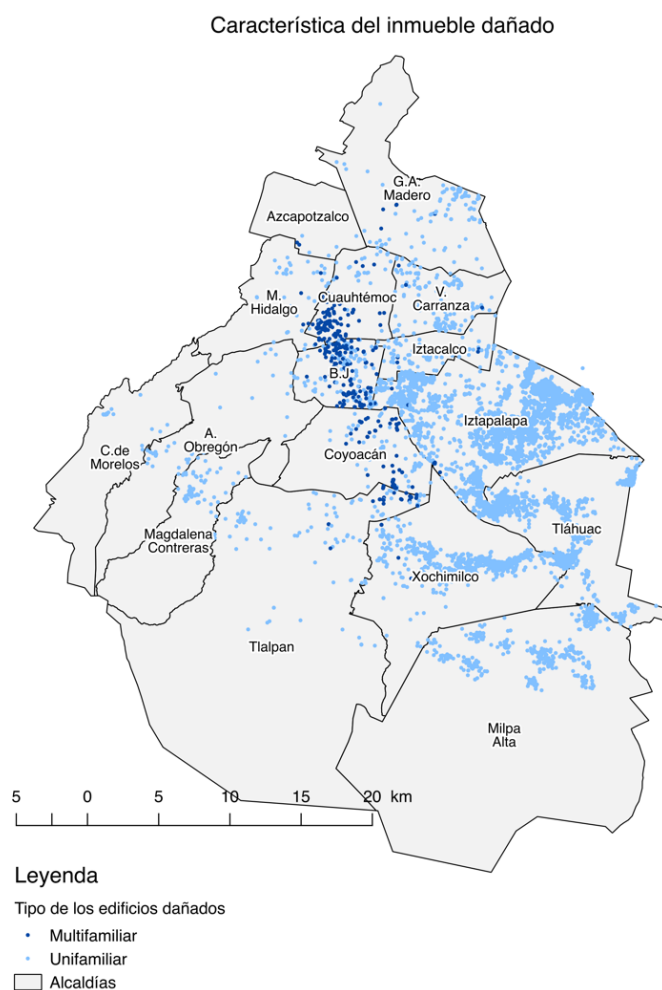 Característica del inmueble dañado
G.A.
Madero
Azcapotzalco
M.
Hidalgo
Cuauhtémoc
V.
Carranza
Iztacalco
B.J.
Iztapalapa
A.
Obregón
C.de
Morelos
Coyoacán
Magdalena
Contreras
Tláhuac
Xochimilco
Tlalpan
Milpa
Alta
5 0 5 10 15 20 km
Leyenda
Tipo de los edificios dañados
Multifamiliar
Unifamiliar
Alcaldías